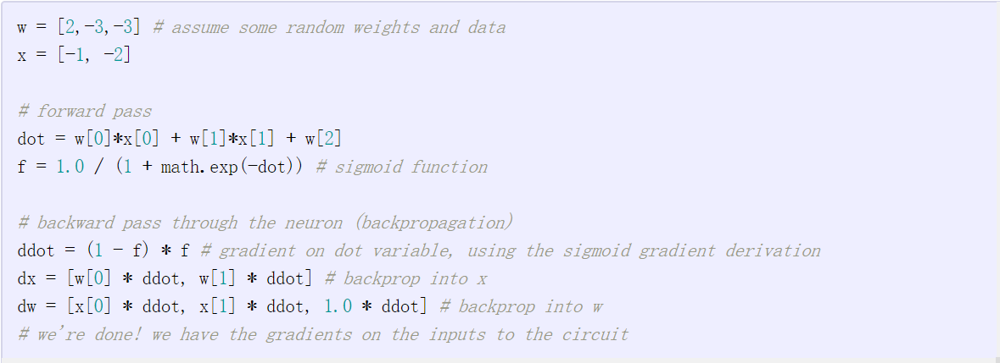 w = [2,-3,-3] # assume some random weights and data
x = [-1, -2]
# forward pass
dot = w[0]*x[0] + w[1]*x[1] + w[2]
f = 1.0 / (1 + math.exp(-dot)) # sigmoid function
# backward pass through the neuron (backpropagation)
ddot = (1 - f) * f # gradient on dot variable, using the sigmoid gradient derivation
dx = [w[0] * ddot, w[1] * ddot] # backprop into x
dw = [x[0] * ddot, x[1] * ddot, 1.0 * ddot] # backprop into w
# we're done! we have the gradients on the inputs to the circuit